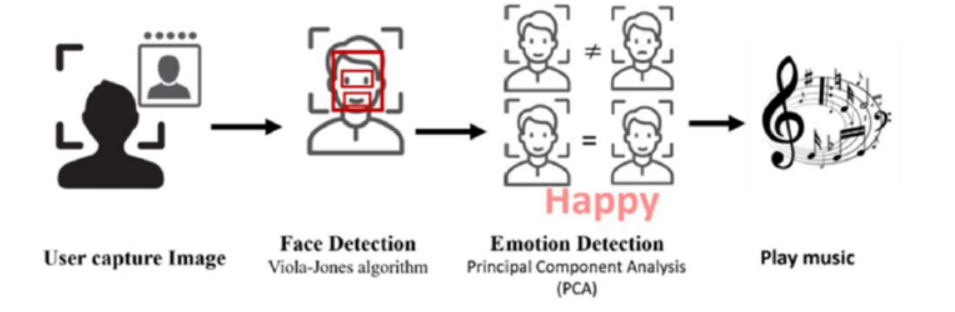 ≠
=
Happy
User capture Image
Face Detection
Viola-Jones algorithm
Emotion Detection
Principal Component Analysis
(PCA)
Play music